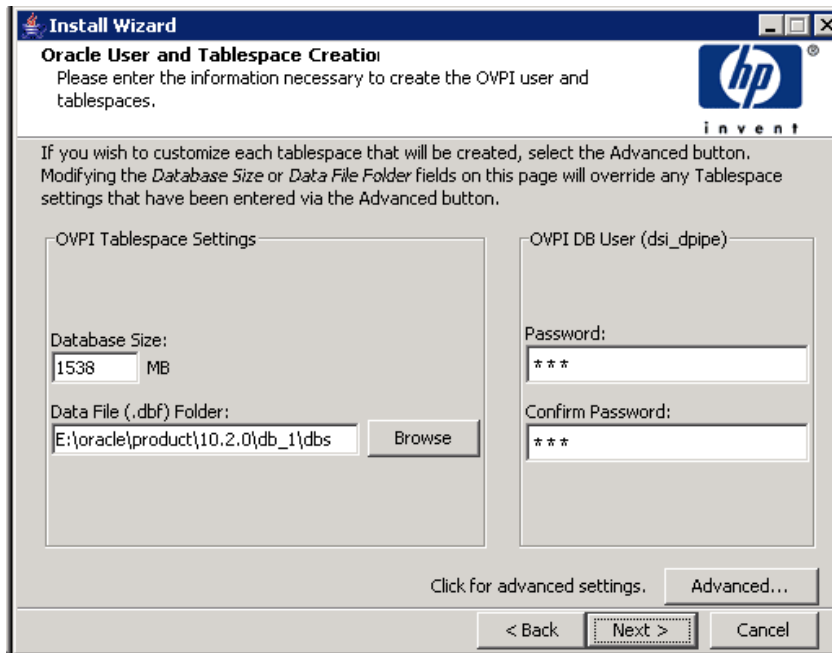 Install Wizard
Oracle User and Tablespace Creatio
Please enter the information necessary to create the OVPI user and
tablespaces.
hp
®
invent
If you wish to customize each tablespace that will be created, select the Advanced button.
Modifying the Database Size or Data File Folder fields on this page will override any Tablespace
settings that have been entered via the Advanced button.
OVPI Tablespace Settings
Database Size:
1538 MB
Data File (.dbf) Folder:
E:\oracle\product\10.2.0\db_1\dbs
Browse
OVPI DB User (dsi_dpipe)
Password:
***
Confirm Password:
***
Click for advanced settings.
Advanced...
< Back
Next >
Cancel